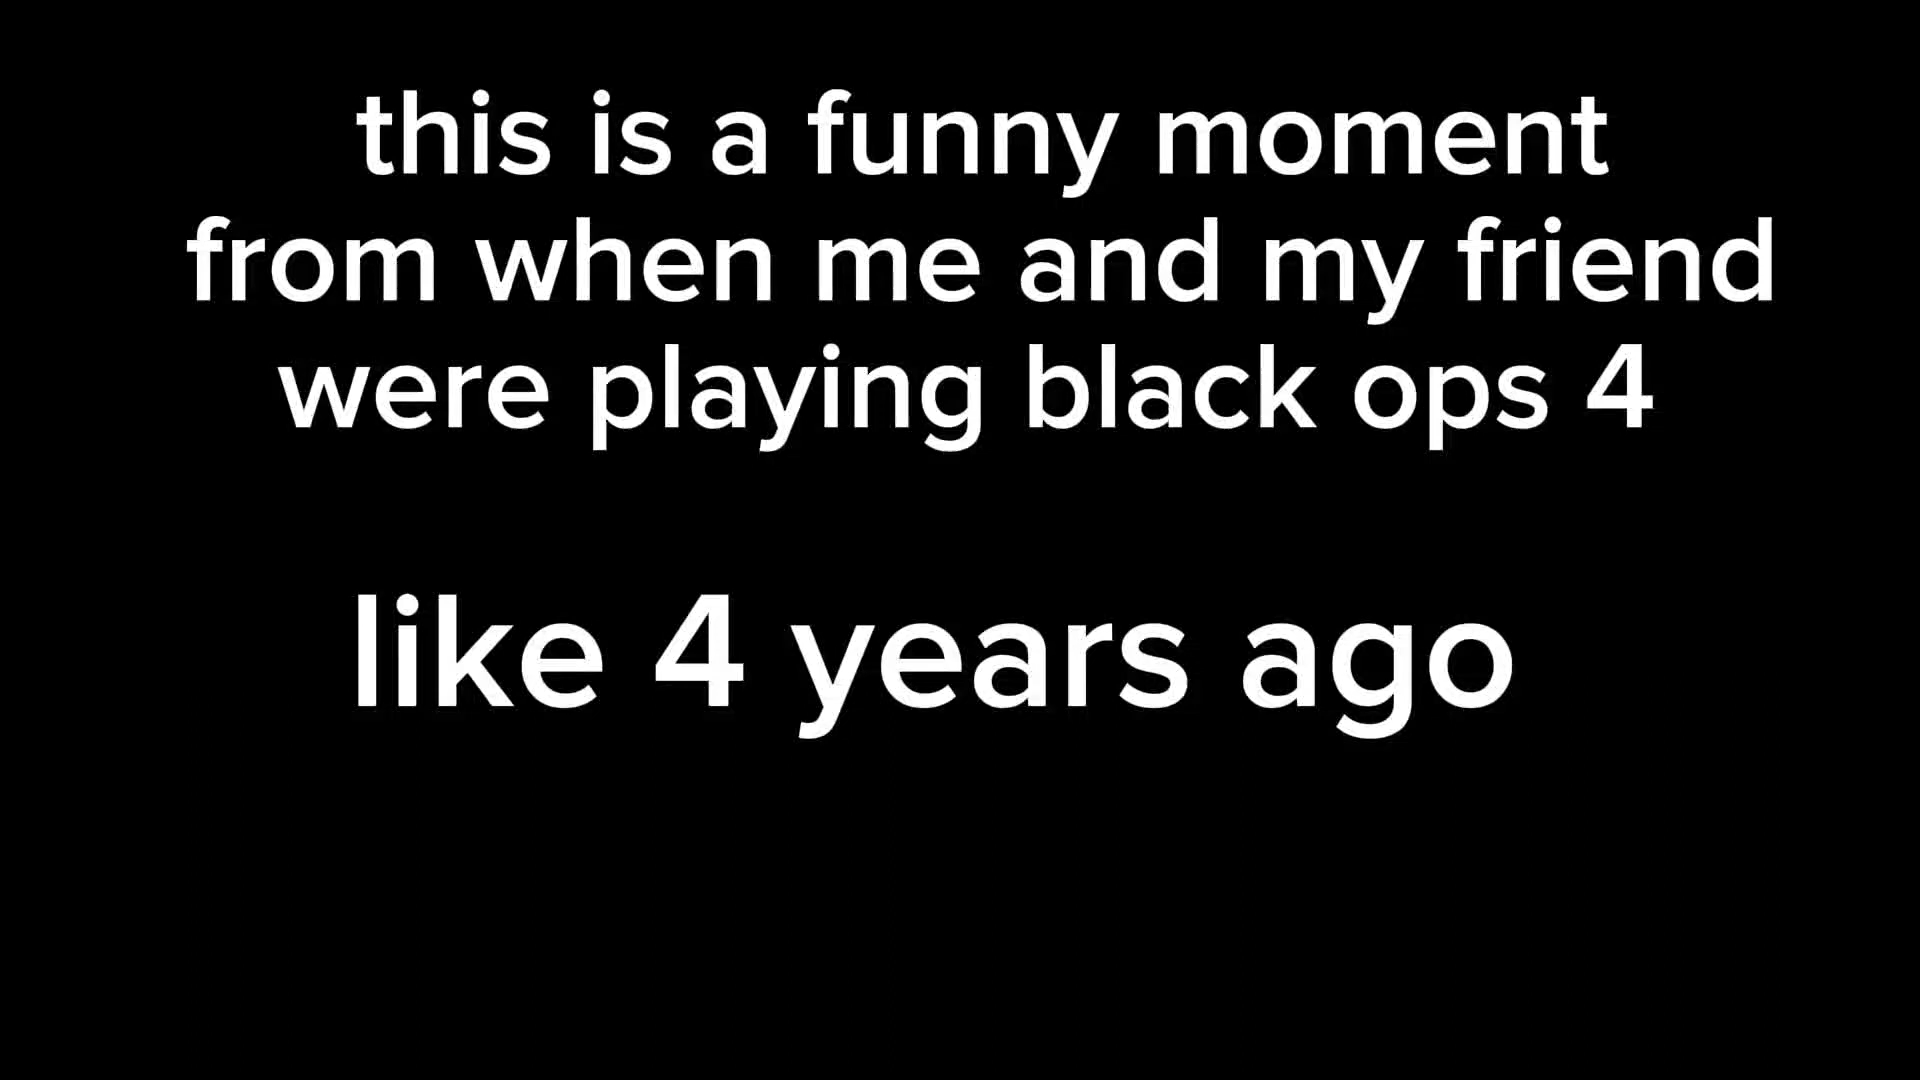 this is a funny moment
from when me and my friend
were playing black ops 4
like 4 years ago